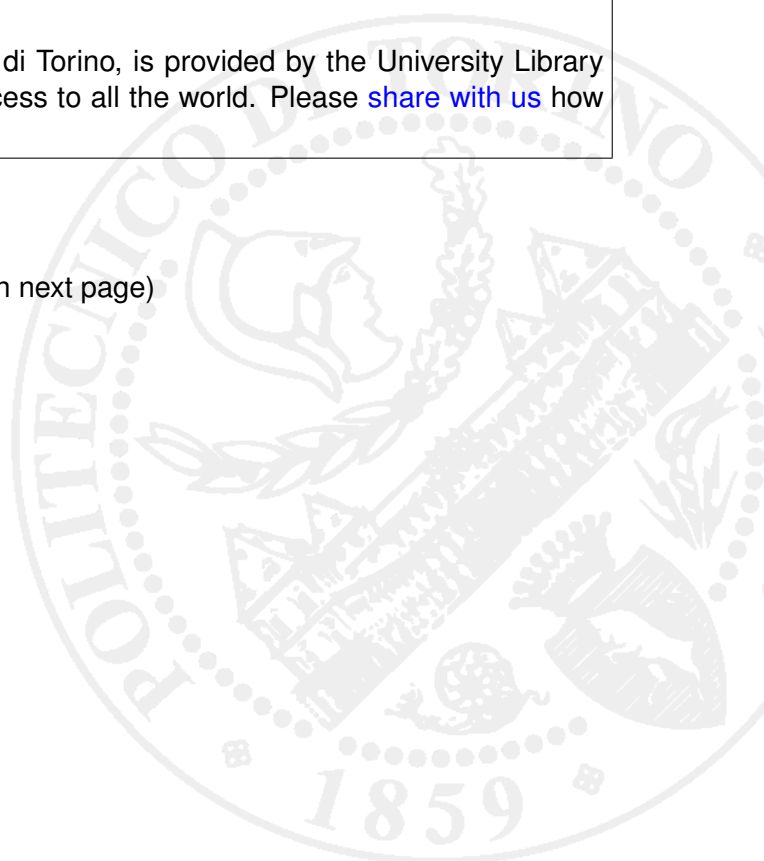 di Torino, is provided by the University Library
cess to all the world. Please share with us how
n next page)
POLITECNICO DI TORINO
1859